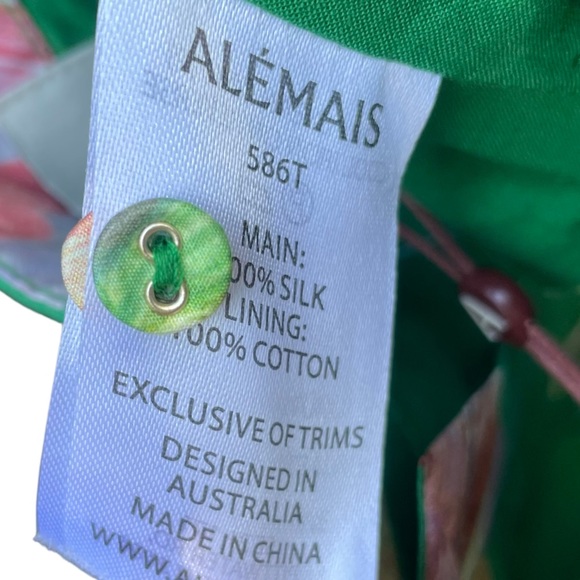 ALÉMAIS
586T
MAIN:
00% SILK
LINING:
100% COTTON
EXCLUSIVE OF TRIMS
DESIGNED IN
AUSTRALIA
MADE IN CHINA